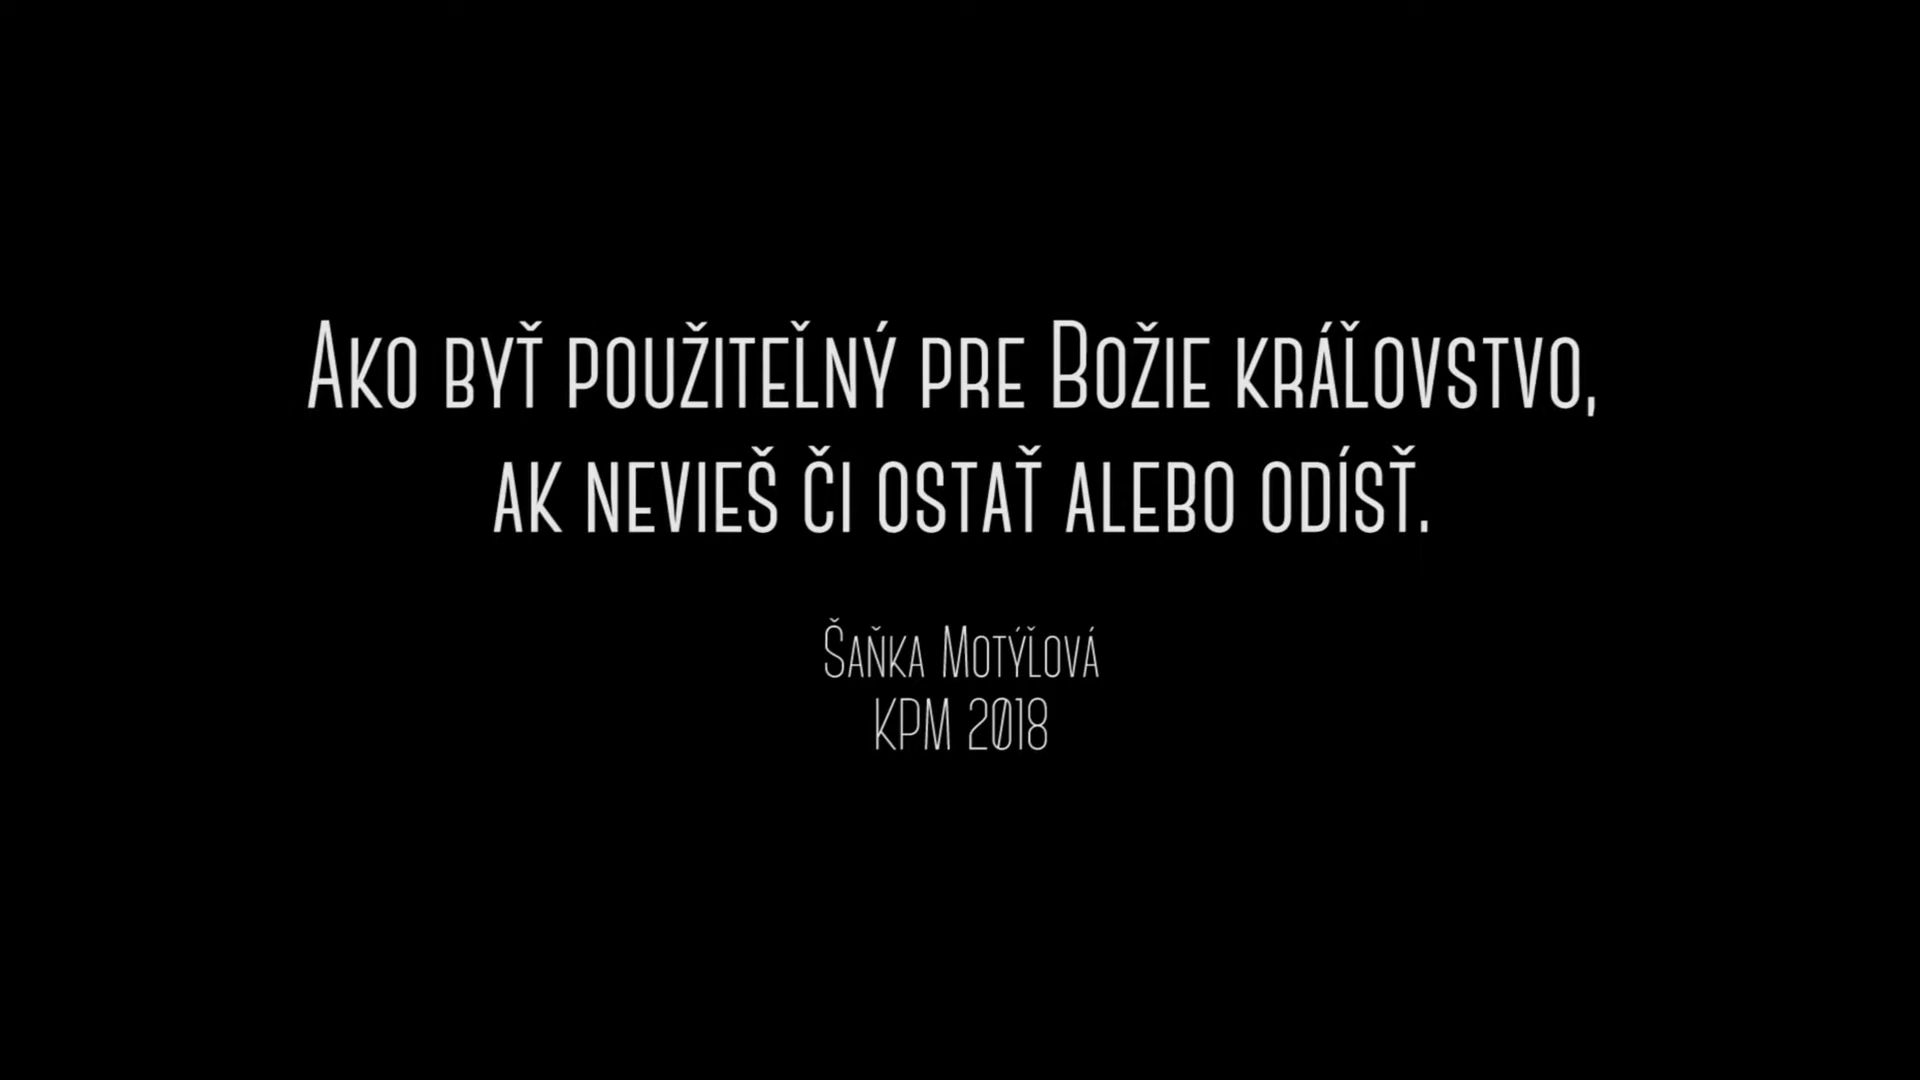 Ako byť použiteľný pre Božie kráľovstvo,
ak nevieš či ostať alebo odísť.
Šaňka Motýľová
KPM 2018